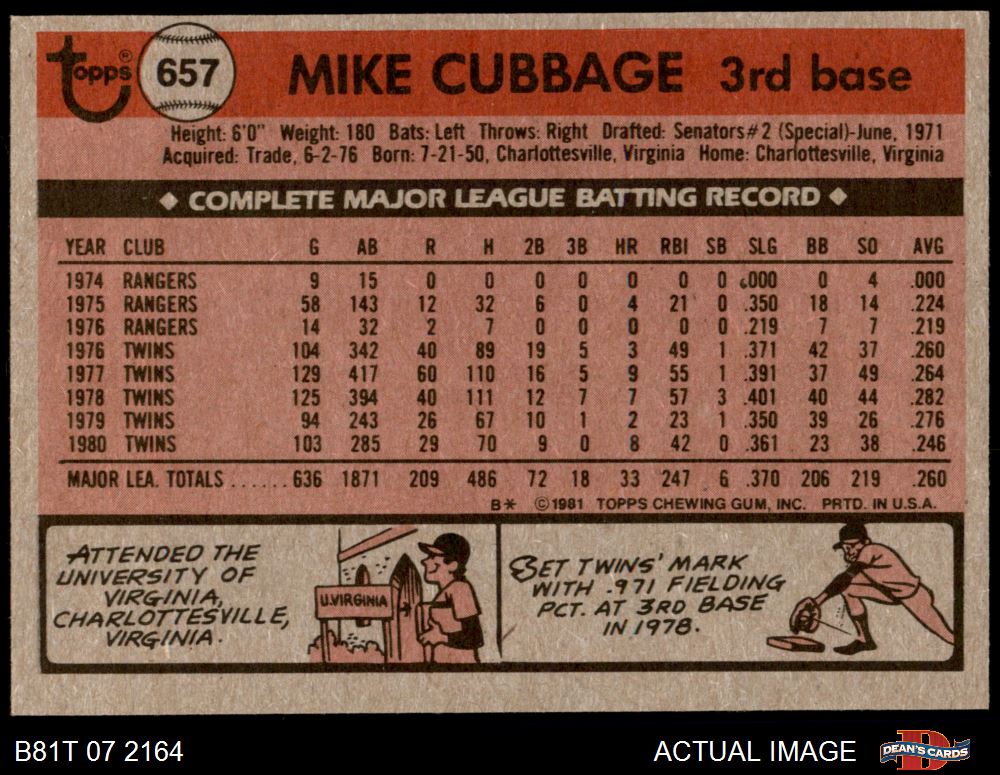 Topps ® 657 MIKE CUBBAGE 3rd base
Height: 6'0" Weight: 180 Bats: Left Throws: Right Drafted: Senators #2 (Special)-June, 1971
Acquired: Trade, 6-2-76 Born: 7-21-50, Charlottesville, Virginia Home: Charlottesville, Virginia
◆ COMPLETE MAJOR LEAGUE BATTING RECORD ◆
YEAR CLUB G AB R H 2B 3B HR RBI SB SLG BB SO AVG
1974 RANGERS 9 15 0 0 0 0 0 0 0 .000 0 4 .000
1975 RANGERS 58 143 12 32 6 0 4 21 0 .350 18 14 .224
1976 RANGERS 14 32 2 7 0 0 0 0 0 .219 7 7 .219
1976 TWINS 104 342 40 89 19 5 3 49 1 .371 42 37 .260
1977 TWINS 129 417 60 110 16 5 9 55 1 .391 37 49 .264
1978 TWINS 125 394 40 111 12 7 7 57 3 .401 40 44 .282
1979 TWINS 94 243 26 67 10 1 2 23 1 .350 39 26 .276
1980 TWINS 103 285 29 70 9 0 8 42 0 .361 23 38 .246
MAJOR LEA. TOTALS ...... 636 1871 209 486 72 18 33 247 6 .370 206 219 .260
B* ©1981 TOPPS CHEWING GUM, INC. PRTD. IN U.S.A.
ATTENDED THE
UNIVERSITY OF
VIRGINIA,
CHARLOTTESVILLE,
VIRGINIA.
U.VIRGINIA
SET TWINS' MARK
WITH .971 FIELDING
PCT. AT 3RD BASE
IN 1978.
B81T 07 2164 ACTUAL IMAGE DEAN'S CARDS